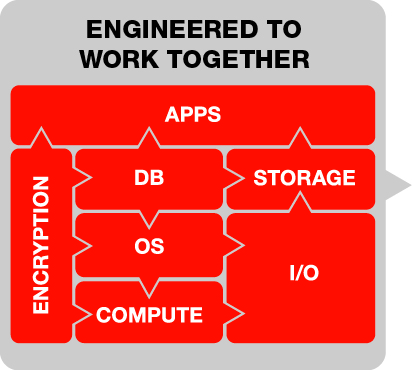 ENGINEERED TO
WORK TOGETHER
APPS
ENCRYPTION
DB
STORAGE
OS
I/O
COMPUTE